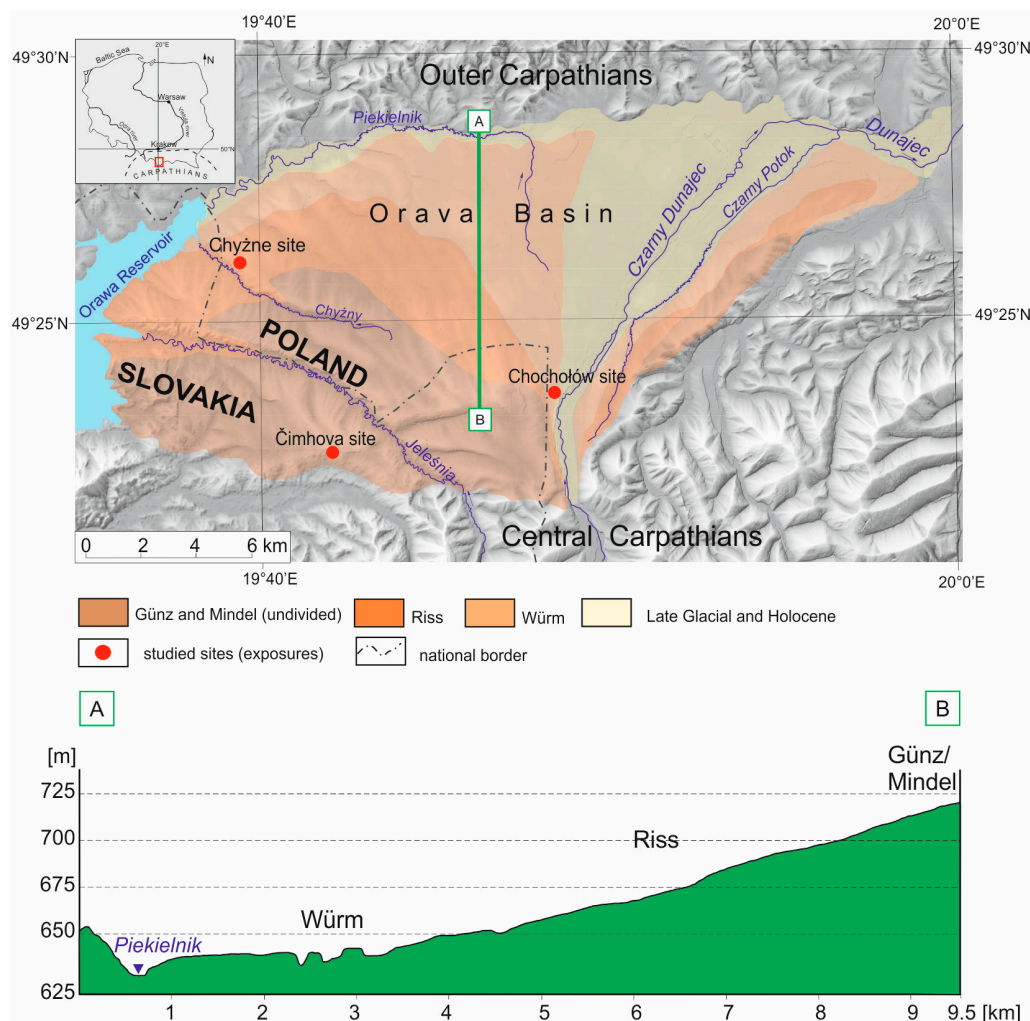 19°40'E
20°0'E
49°30'N
49°30'N
Baltic Sea
20°E
N
Warsaw
Odra river
Vistula river
Krakow
50°N
CARPATHIANS
Outer Carpathians
Piekielnik
A
Dunajec
Czarny Dunajec
Czarny Potok
Orava Basin
Orawa Reservoir
Chyżne site
49°25'N
49°25'N
Chyżny
POLAND
SLOVAKIA
Chochołów site
B
Čimhova site
Jeleśnia
Central Carpathians
0 2 4 6 km
19°40'E
20°0'E
Günz and Mindel (undivided)
Riss
Würm
Late Glacial and Holocene
studied sites (exposures)
national border
A
B
[m]
Günz/
Mindel
725
700
Riss
675
Würm
650
Piekielnik
625
1 2 3 4 5 6 7 8 9 9.5 [km]